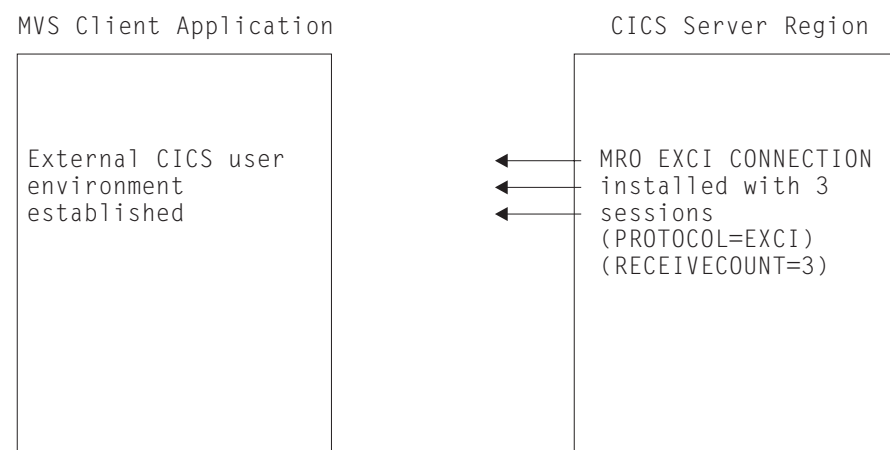 MVS Client Application
CICS Server Region
External CICS user
environment
established
MRO EXCI CONNECTION
installed with 3
sessions
(PROTOCOL=EXCI)
(RECEIVECOUNT=3)